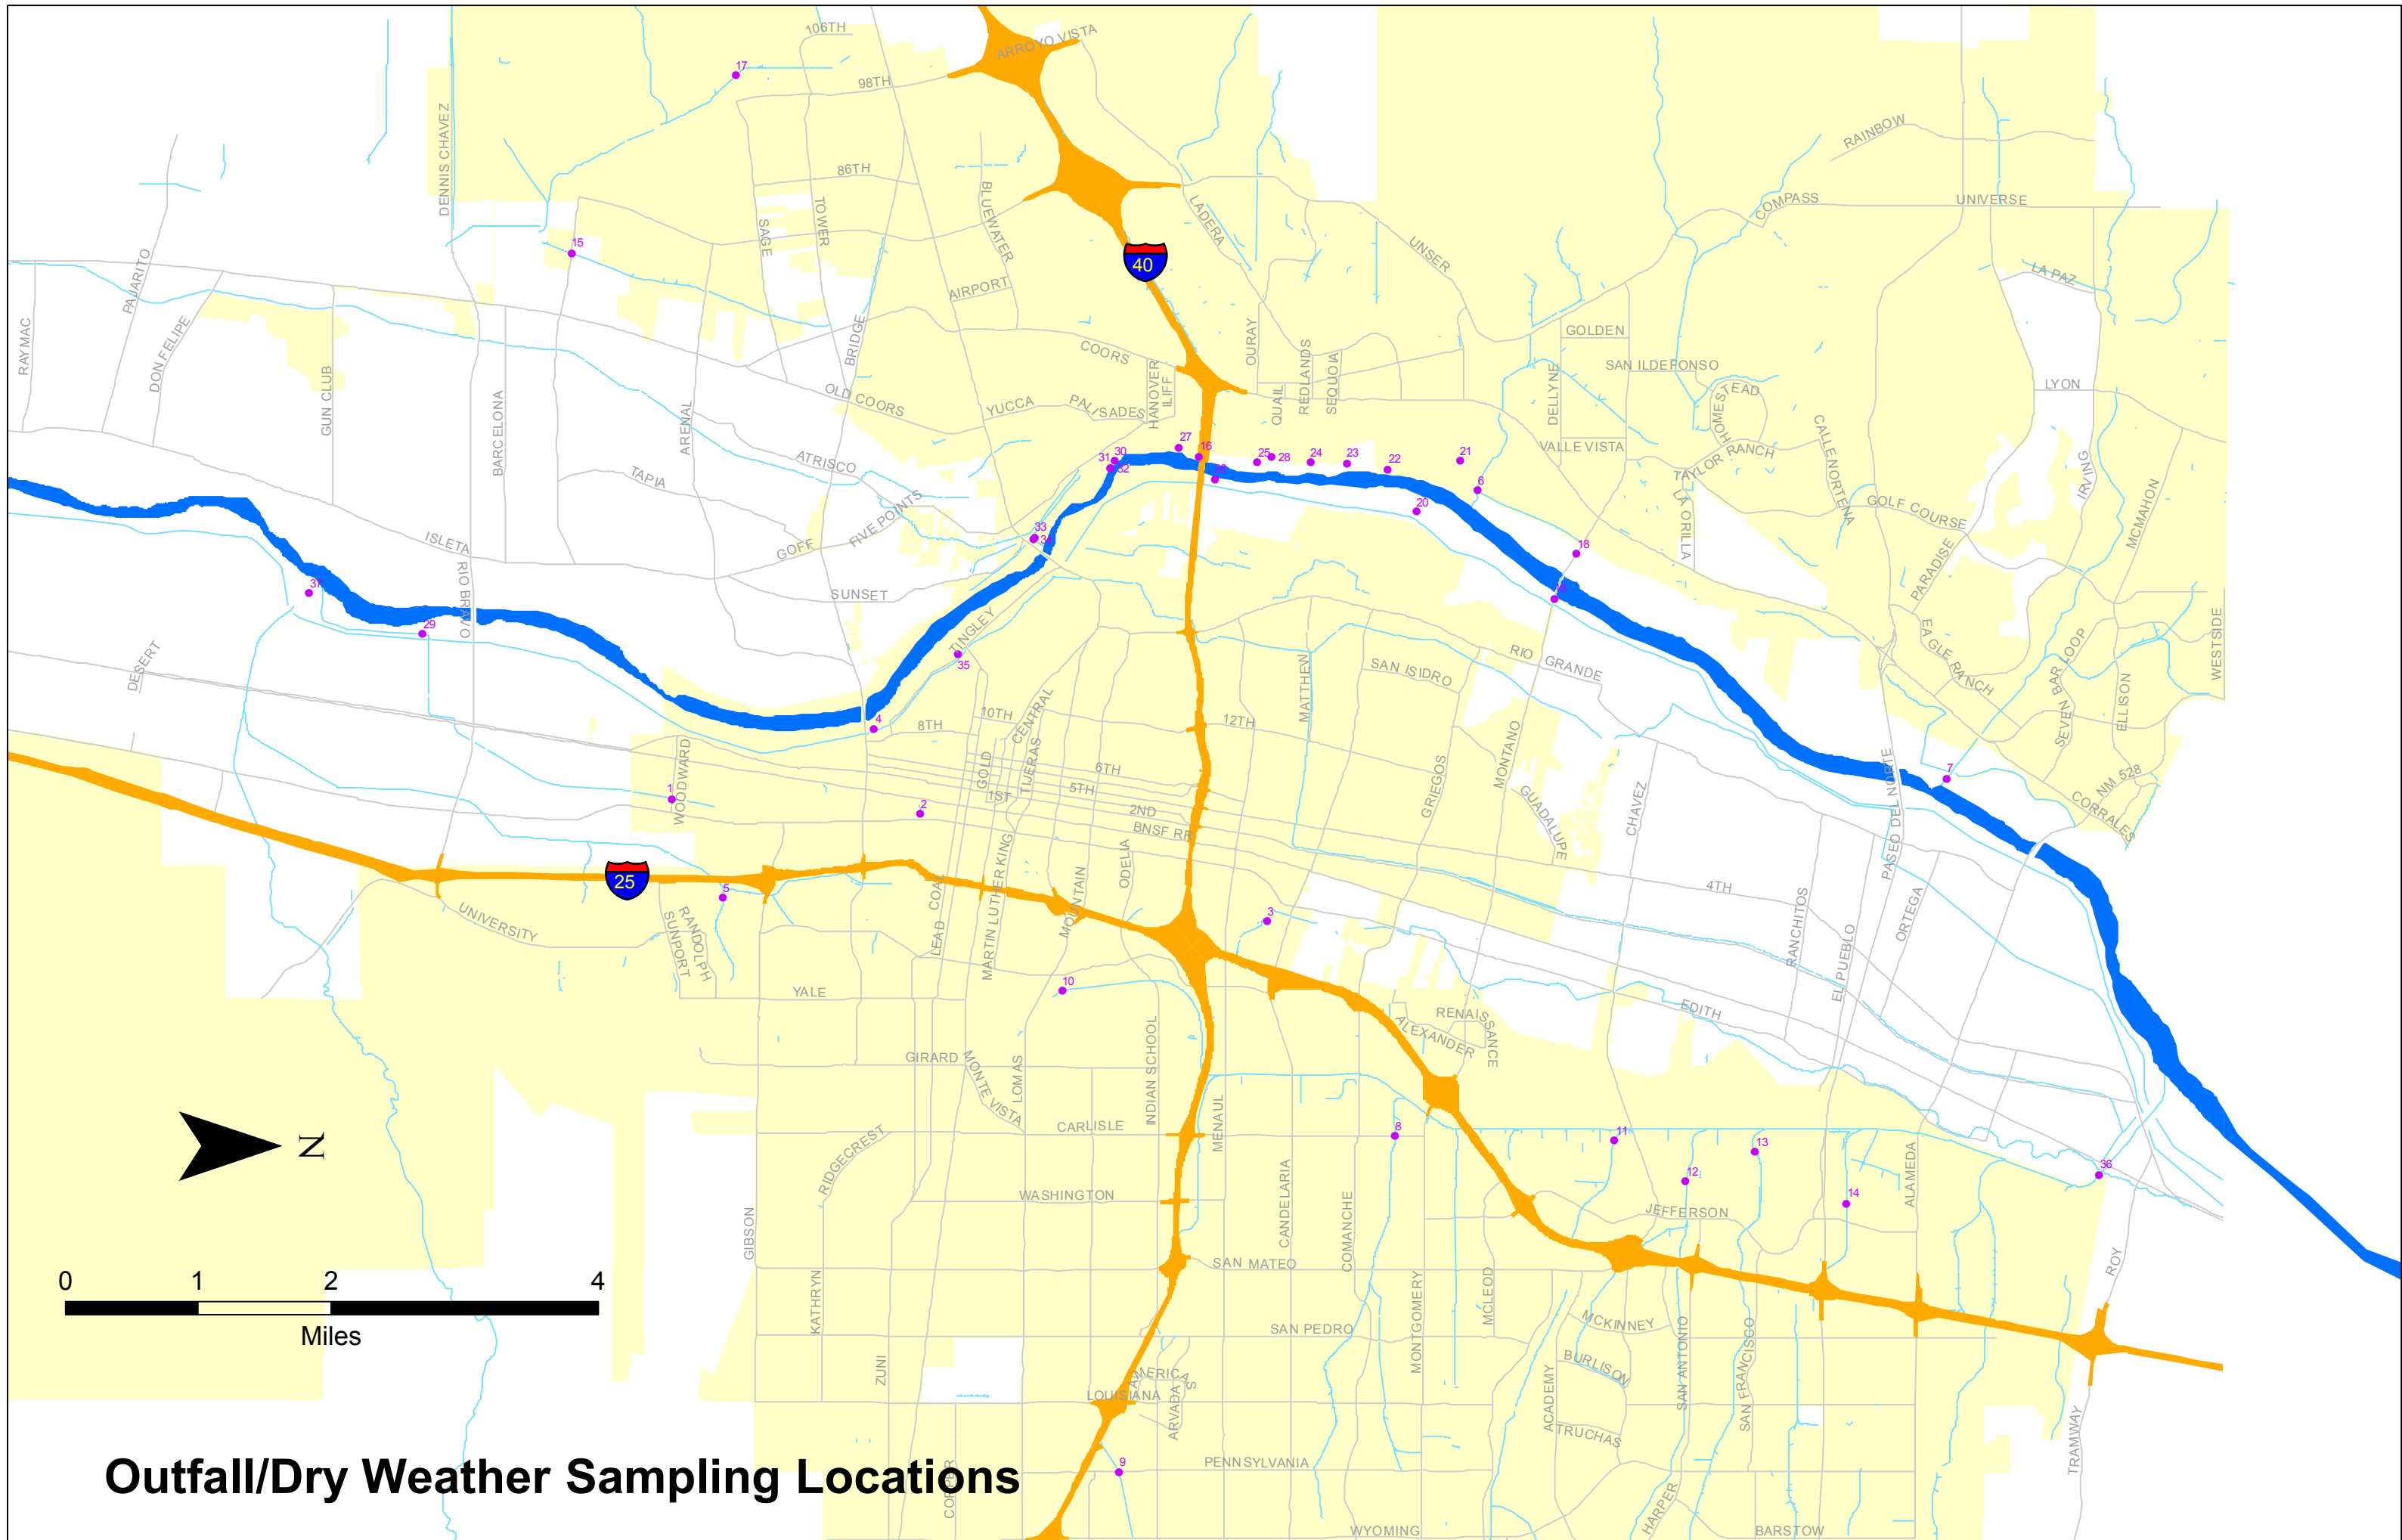 106TH
ARROYO VISTA
17
98TH
DENNIS CHAVEZ
86TH
RAINBOW
BLUEWATER
TOWER
SAGE
LADERA
COMPASS
UNIVERSE
15
UNSER
PAJARITO
40
LA PAZ
AIRPORT
RAYMAC
DON FELIPE
BRIDGE
OURAY
GOLDEN
COORS
GUN CLUB
HANOVER
ILIFF
REDLANDS
SEQUOIA
QUAIL
SAN ILDEFONSO
DELLYNE
HOMESTEAD
LYON
OLD COORS
YUCCA
PALISADES
BARCELONA
ARENAL
VALLE VISTA
TAYLOR RANCH
CALLE NORTENA
IRVING
27
16
30
31
32
25
28
24
23
22
21
6
20
ATRISCO
TAPIA
LA ORILLA
GOLF COURSE
MCMAHON
FIVE POINTS
GOFF
33
18
ISLETA
RIO BRAVO
37
29
SUNSET
TINGLEY
35
PARADISE
EAGLE RANCH
SEVEN BAR LOOP
ELLISON
WESTSIDE
DESERT
MATTHEW
SAN ISIDRO
RIO GRANDE
4
8TH
10TH
CENTRAL
12TH
GRIEGOS
MONTANO
GUADALUPE
CHAVEZ
PASEO DEL NORTE
7
NM 528
CORRALES
1
WOODWARD
2
GOLD
TIJERAS
1ST
6TH
5TH
2ND
BNSF RR
25
5
UNIVERSITY
SUNPORT
RANDOLPH
LEAD
COAL
MARTIN LUTHER KING
MOUNTAIN
ODELIA
3
4TH
RANCHITOS
EL PUEBLO
ORTEGA
10
YALE
EDITH
RENAISSANCE
ALEXANDER
GIRARD
MONTE VISTA
LOMAS
INDIAN SCHOOL
MENAUL
CARLISLE
8
11
12
13
14
36
N
RIDGECREST
WASHINGTON
CANDELARIA
COMANCHE
JEFFERSON
ALAMEDA
GIBSON
SAN MATEO
ROY
0
1
2
4
Miles
KATHRYN
ZUNI
SAN PEDRO
MONTGOMERY
MCLEOD
MCKINNEY
BURLISON
SAN ANTONIO
SAN FRANCISCO
LOUISIANA
ARVADA
ACADEMY
TRUCHAS
TRAMWAY
9
PENNSYLVANIA
HARPER
Outfall/Dry Weather Sampling Locations
WYOMING
BARSTOW